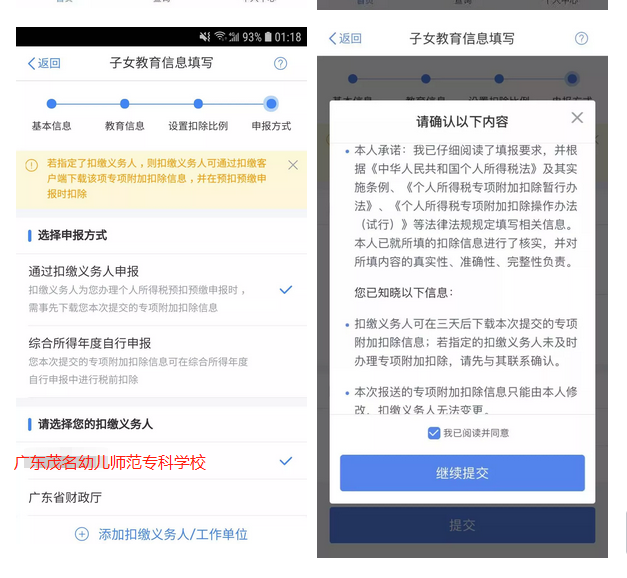 93% 01:18
返回
子女教育信息填写
基本信息
教育信息
设置扣除比例
申报方式
若指定了扣缴义务人，则扣缴义务人可通过扣缴客
户端下载该项专项附加扣除信息，并在预扣预缴申
报时扣除
选择申报方式
通过扣缴义务人申报
扣缴义务人为您办理个人所得税预扣预缴申报时，
需事先下载您本次提交的专项附加扣除信息
综合所得年度自行申报
您本次提交的专项附加扣除信息可在综合所得年度
自行申报中进行税前扣除
请选择您的扣缴义务人
广东茂名幼儿师范专科学校
广东省财政厅
添加扣缴义务人/工作单位
返回
子女教育信息填写
请确认以下内容
本人承诺：我已仔细阅读了填报要求，并根
据《中华人民共和国个人所得税法》及其实
施条例、《个人所得税专项附加扣除暂行办
法》、《个人所得税专项附加扣除操作办法
（试行）》等法律法规规定填写相关信息。
本人已就所填的扣除信息进行了核实，并对
所填内容的真实性、准确性、完整性负责。
您已知晓以下信息：
扣缴义务人可在三天后下载本次提交的专项
附加扣除信息；若指定的扣缴义务人未及时
办理专项附加扣除，请先与其联系确认。
本次报送的专项附加扣除信息只能由本人修
改，扣缴义务人无法变更。
我已阅读并同意
继续提交
提交